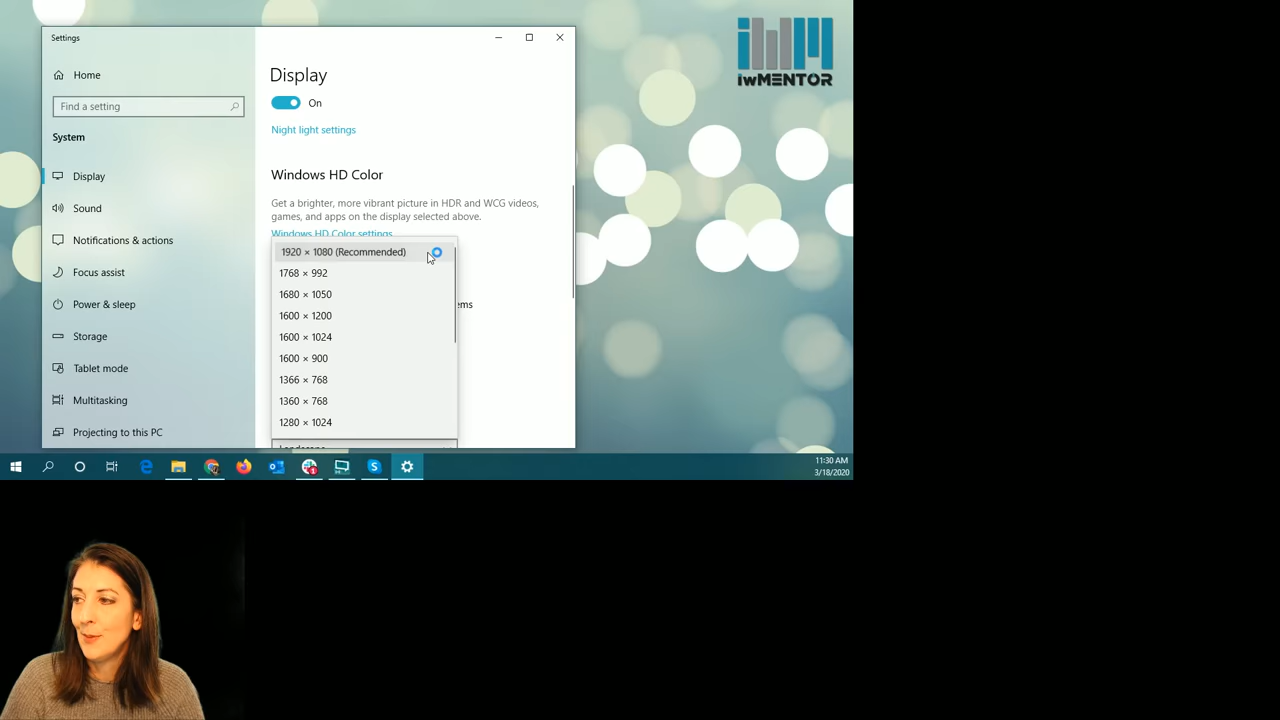 Settings
Home
Find a setting
System
Display
Sound
Notifications & actions
Focus assist
Power & sleep
Storage
Tablet mode
Multitasking
Projecting to this PC
Display
On
Night light settings
Windows HD Color
Get a brighter, more vibrant picture in HDR and WCG videos,
games, and apps on the display selected above.
Windows HD Color settings
1920 × 1080 (Recommended)
1768 × 992
1680 × 1050
1600 × 1200
1600 × 1024
1600 × 900
1366 × 768
1360 × 768
1280 × 1024
ems
Landscape
iwMENTOR
11:30 AM
3/18/2020